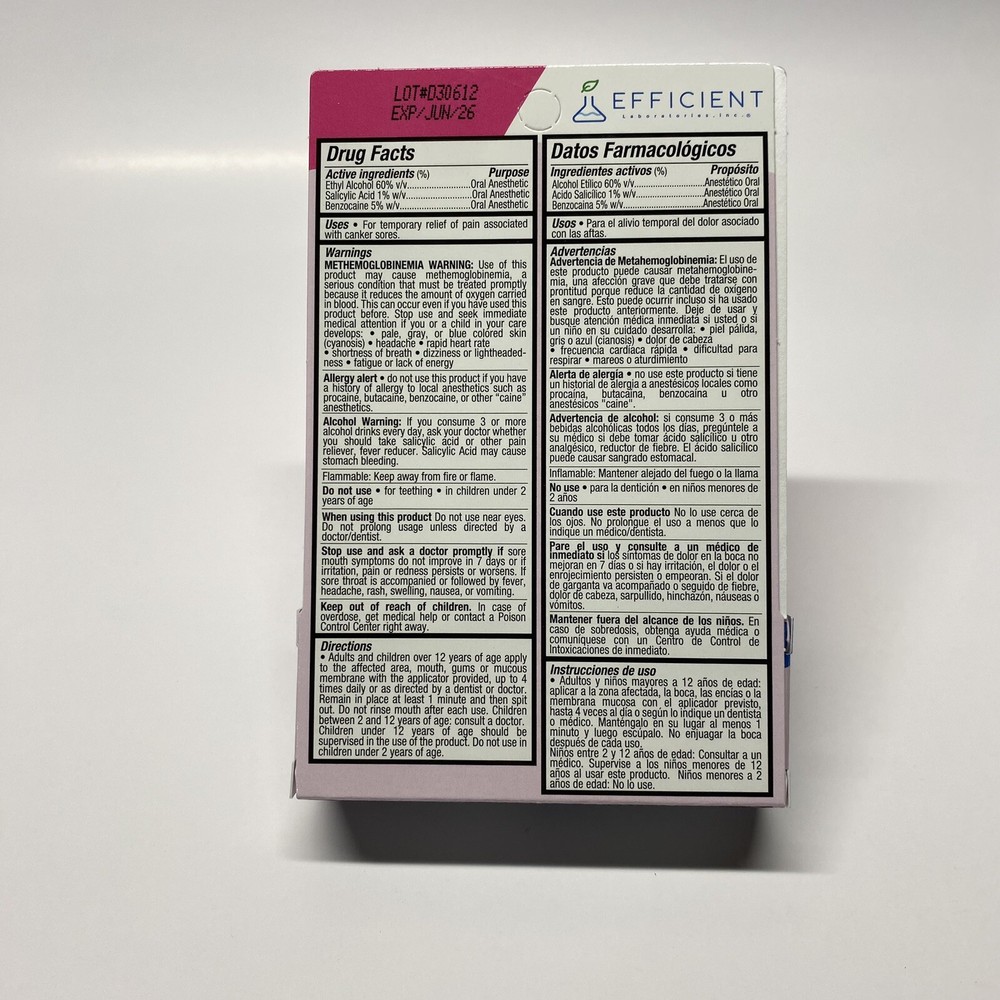 LOT#D30612
EXP/JUN/26
EFFICIENT
Laboratories, Inc.®
Drug Facts
Active ingredients (%) Purpose
Ethyl Alcohol 60% v/v..........................Oral Anesthetic
Salicylic Acid 1% w/v..........................Oral Anesthetic
Benzocaine 5% w/v..........................Oral Anesthetic
Uses • For temporary relief of pain associated
with canker sores.
Warnings
METHEMOGLOBINEMIA WARNING: Use of this
product may cause methemoglobinemia, a
serious condition that must be treated promptly
because it reduces the amount of oxygen carried
in blood. This can occur even if you have used this
product before. Stop use and seek immediate
medical attention if you or a child in your care
develops: • pale, gray, or blue colored skin
(cyanosis) • headache • rapid heart rate
• shortness of breath • dizziness or lightheaded-
ness • fatigue or lack of energy
Allergy alert • do not use this product if you have
a history of allergy to local anesthetics such as
procaine, butacaine, benzocaine, or other "caine"
anesthetics.
Alcohol Warning: If you consume 3 or more
alcohol drinks every day, ask your doctor whether
you should take salicylic acid or other pain
reliever, fever reducer. Salicylic Acid may cause
stomach bleeding.
Flammable: Keep away from fire or flame.
Do not use • for teething • in children under 2
years of age
When using this product Do not use near eyes.
Do not prolong usage unless directed by a
doctor/dentist.
Stop use and ask a doctor promptly if sore
mouth symptoms do not improve in 7 days or if
irritation, pain or redness persists or worsens. If
sore throat is accompanied or followed by fever,
headache, rash, swelling, nausea, or vomiting.
Keep out of reach of children. In case of
overdose, get medical help or contact a Poison
Control Center right away.
Directions
• Adults and children over 12 years of age apply
to the affected area, mouth, gums or mucous
membrane with the applicator provided, up to 4
times daily or as directed by a dentist or doctor.
Remain in place at least 1 minute and then spit
out. Do not rinse mouth after each use. Children
between 2 and 12 years of age: consult a doctor.
Children under 12 years of age should be
supervised in the use of the product. Do not use in
children under 2 years of age.
Datos Farmacológicos
Ingredientes activos (%) Propósito
Alcohol Etílico 60% v/v..........................Anestético Oral
Acido Salicílico 1% w/v..........................Anestético Oral
Benzocaina 5% w/v..........................Anestético Oral
Usos • Para el alivio temporal del dolor asociado
con las aftas.
Advertencias
Advertencia de Metahemoglobinemia: El uso de
este producto puede causar metahemoglobine-
mia, una afección grave que debe tratarse con
prontitud porque reduce la cantidad de oxígeno
en sangre. Esto puede ocurrir incluso si ha usado
este producto anteriormente. Deje de usar y
busque atención médica inmediata si usted o si
un niño en su cuidado desarrolla: • piel pálida,
gris o azul (cianosis) • dolor de cabeza
• frecuencia cardíaca rápida • dificultad para
respirar • mareos o aturdimiento
Alerta de alergía • no use este producto si tiene
un historial de alergia a anestésicos locales como
procaina, butacaina, benzocaina u otro
anestésicos "caine".
Advertencia de alcohol: si consume 3 o más
bebidas alcohólicas todos los días, pregúntele a
su médico si debe tomar ácido salicílico u otro
analgésico, reductor de fiebre. El ácido salicílico
puede causar sangrado estomacal.
Inflamable: Mantener alejado del fuego o la llama
No use • para la dentición • en niños menores de
2 años
Cuando use este producto No lo use cerca de
los ojos. No prolongue el uso a menos que lo
indique un médico/dentista.
Pare el uso y consulte a un médico de
inmediato si los síntomas de dolor en la boca no
mejoran en 7 días o si hay irritación, el dolor o el
enrojecimiento persisten o empeoran. Si el dolor
de garganta va acompañado o seguido de fiebre,
dolor de cabeza, sarpullido, hinchazón, náuseas o
vómitos.
Mantener fuera del alcance de los niños. En
caso de sobredosis, obtenga ayuda médica o
comuníquese con un Centro de Control de
Intoxicaciones de inmediato.
Instrucciones de uso
• Adultos y niños mayores a 12 años de edad:
aplicar a la zona afectada, la boca, las encías o la
membrana mucosa con el aplicador previsto,
hasta 4 veces al día o según lo indique un dentista
o médico. Manténgalo en su lugar al menos 1
minuto y luego escúpalo. No enjuagar la boca
después de cada uso.
Niños entre 2 y 12 años de edad: Consultar a un
médico. Supervise a los niños menores de 12
años al usar este producto. Niños menores a 2
años de edad: No lo use.